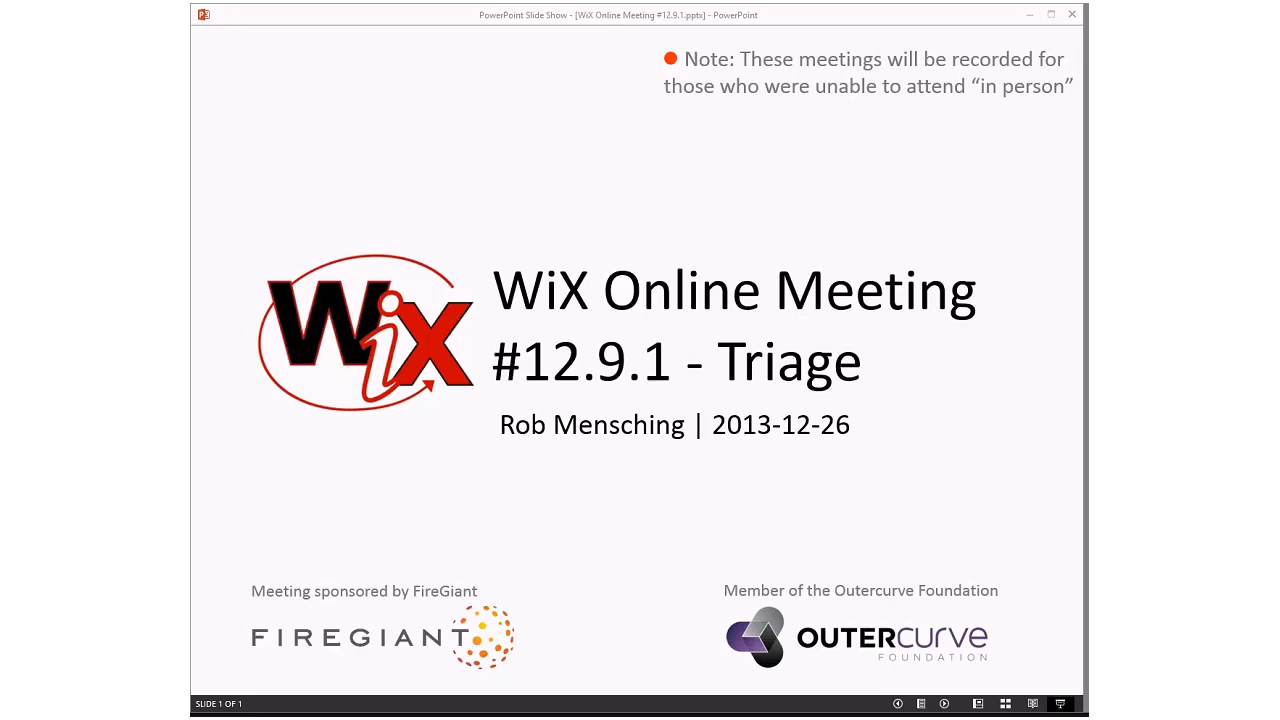 PowerPoint Slide Show - [WiX Online Meeting #12.9.1.pptx] - PowerPoint
Note: These meetings will be recorded for
those who were unable to attend “in person”
WiX
WiX Online Meeting
#12.9.1 - Triage
Rob Mensching | 2013-12-26
Meeting sponsored by FireGiant
FIREGIANT
Member of the Outercurve Foundation
OUTERCURVE
FOUNDATION
SLIDE 1 OF 1